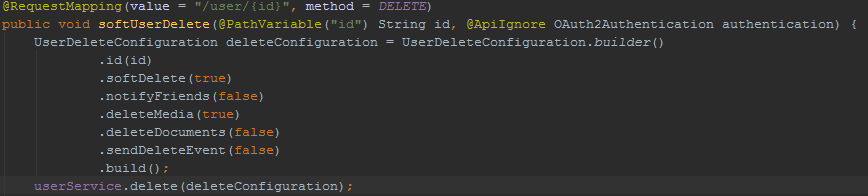 @RequestMapping(value = "/user/{id}", method = DELETE)
public void softUserDelete(@PathVariable("id") String id, @ApiIgnore OAuth2Authentication authentication) {
    UserDeleteConfiguration deleteConfiguration = UserDeleteConfiguration.builder()
            .id(id)
            .softDelete(true)
            .notifyFriends(false)
            .deleteMedia(true)
            .deleteDocuments(false)
            .sendDeleteEvent(false)
            .build();
    userService.delete(deleteConfiguration);